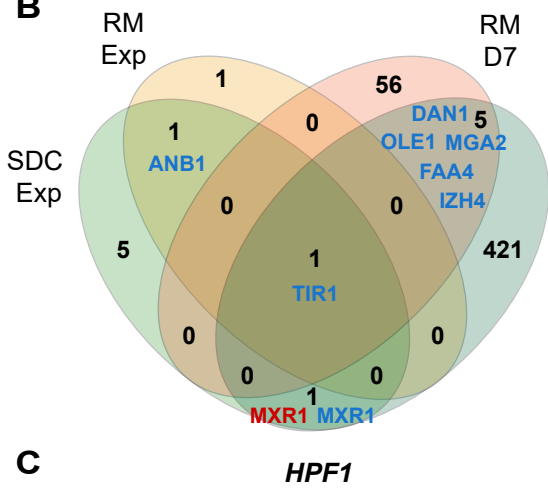 B
RM
Exp
RM
D7
SDC
Exp
1
56
0
1
ANB1
DAN1
5
OLE1 MGA2
FAA4
IZH4
0
0
5
421
1
TIR1
0
0
0
0
1
MXR1 MXR1
C
HPF1